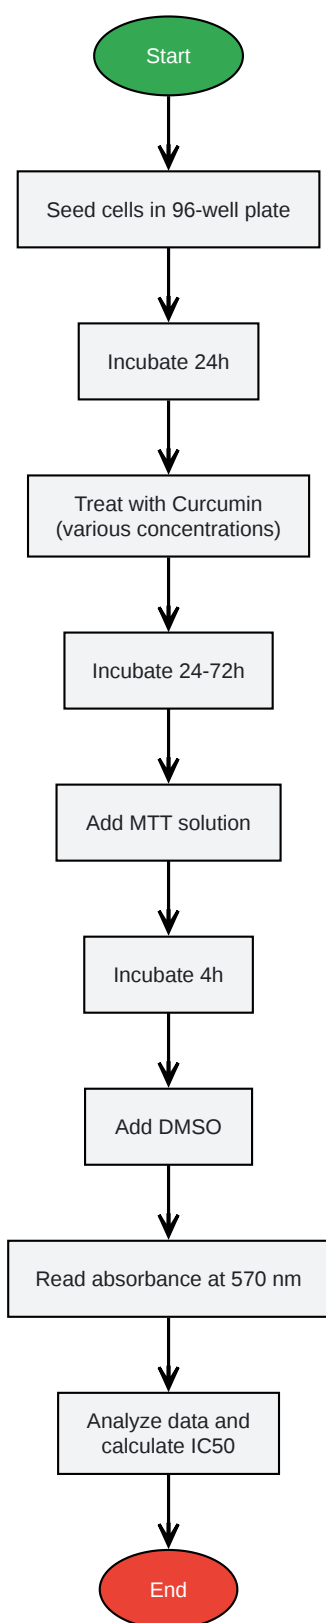 Start
Seed cells in 96-well plate
Incubate 24h
Treat with Curcumin
(various concentrations)
Incubate 24-72h
Add MTT solution
Incubate 4h
Add DMSO
Read absorbance at 570 nm
Analyze data and
calculate IC50
End